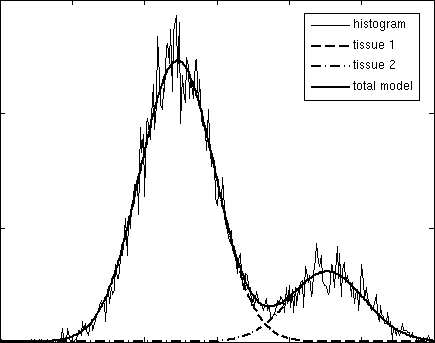 histogram
tissue 1
tissue 2
total model